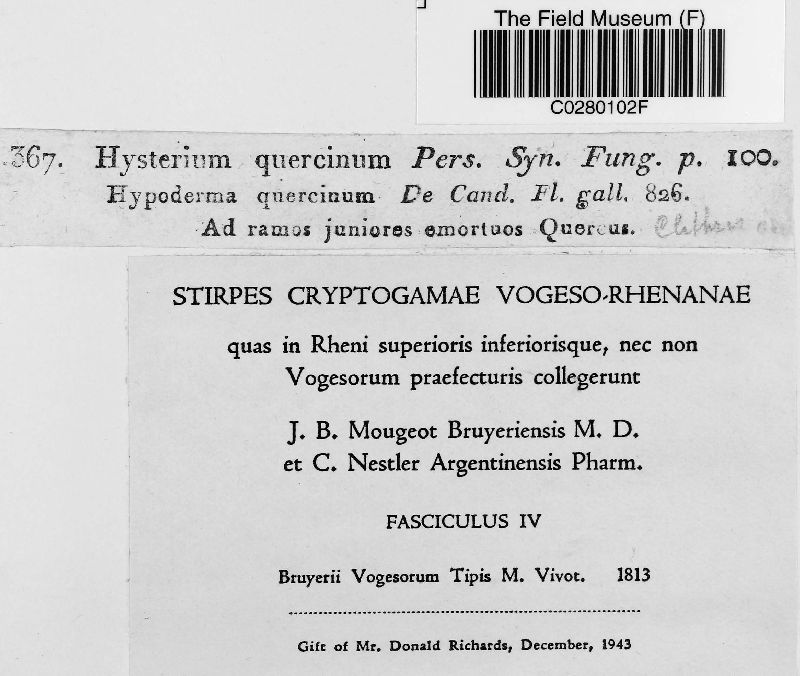 The Field Museum (F)
C0280102F
367. Hysterium quercinum Pers. Syn. Fung. p. 100.
Hypoderma quercinum De Cand. Fl. gall. 826.
Ad ramos juniores emortuos Quercus.
STIRPES CRYPTOGAMAE VOGESO-RHENANAE
quas in Rheni superioris inferiorisque, nec non
Vogesorum praefecturis collegerunt
J. B. Mougeot Bruyeriensis M. D.
et C. Nestler Argentinensis Pharm.
FASCICULUS IV
Bruyerii Vogesorum Tipis M. Vivot. 1813
Gift of Mr. Donald Richards, December, 1943